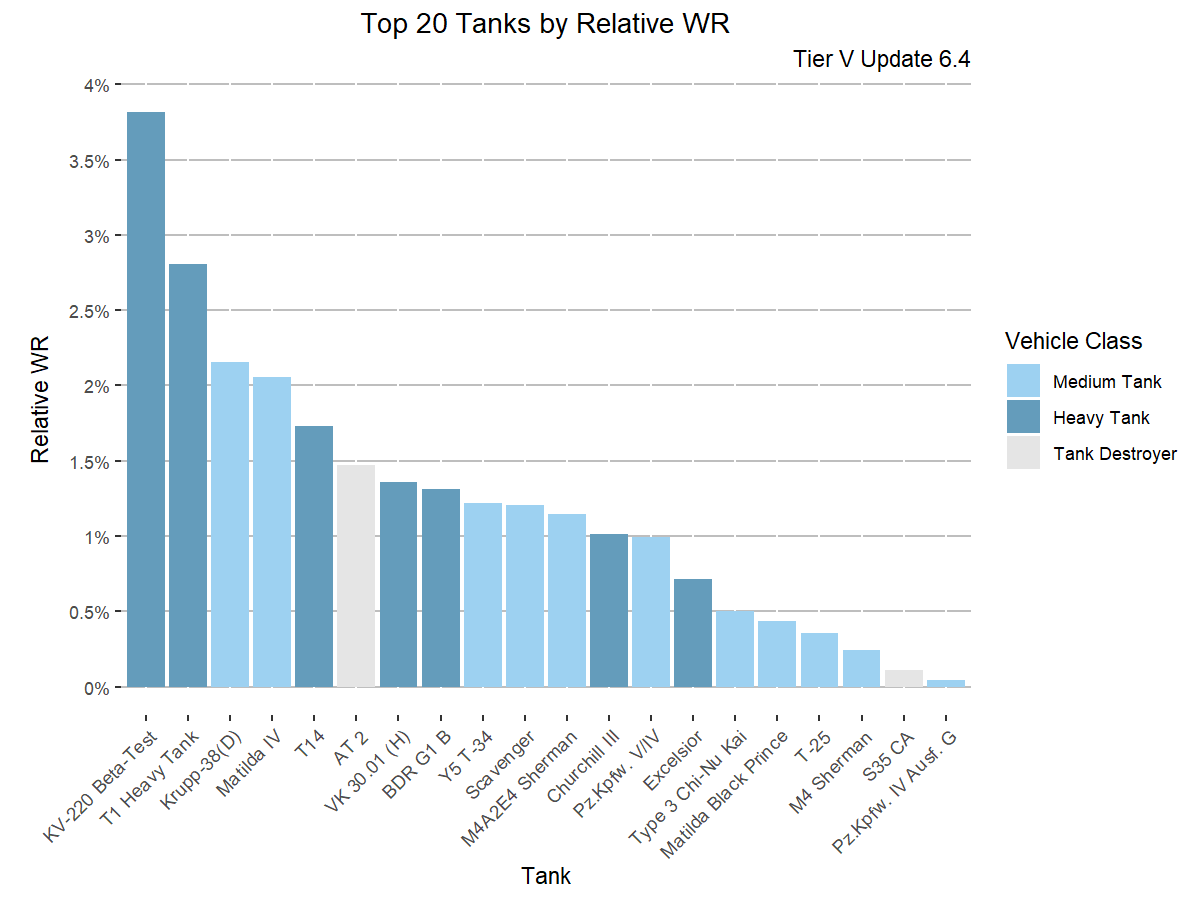 Top 20 Tanks by Relative WR
Tier V Update 6.4
4%
3.5%
3%
2.5%
2%
1.5%
1%
0.5%
0%
Relative WR
KV-220 Beta-Test
T1 Heavy Tank
Krupp-38(D)
Matilda IV
T14
AT 2
VK 30.01 (H)
BDR G1 B
Y5 T-34
Scavenger
M4A2E4 Sherman
Churchill III
Pz.Kpfw. V/IV
Excelsior
Type 3 Chi-Nu Kai
Matilda Black Prince
T-25
M4 Sherman
S35 CA
Pz.Kpfw. IV Ausf. G
Tank
Vehicle Class
Medium Tank
Heavy Tank
Tank Destroyer